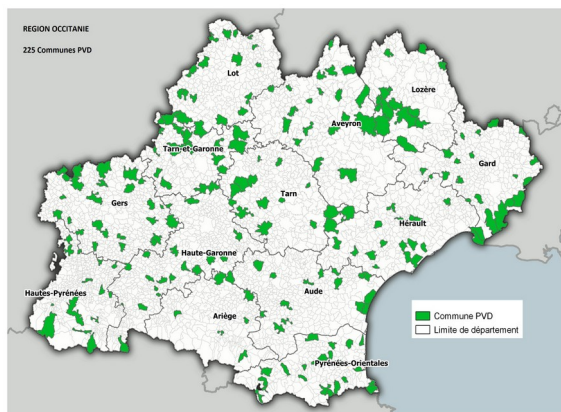 REGION OCCITANIE
225 Communes PVD
Lot
Lozère
Aveyron
Tarn-et-Garonne
Gard
Tarn
Gers
Hérault
Haute-Garonne
Aude
Hautes-Pyrénées
Ariège
Pyrénées-Orientales
Commune PVD
Limite de département